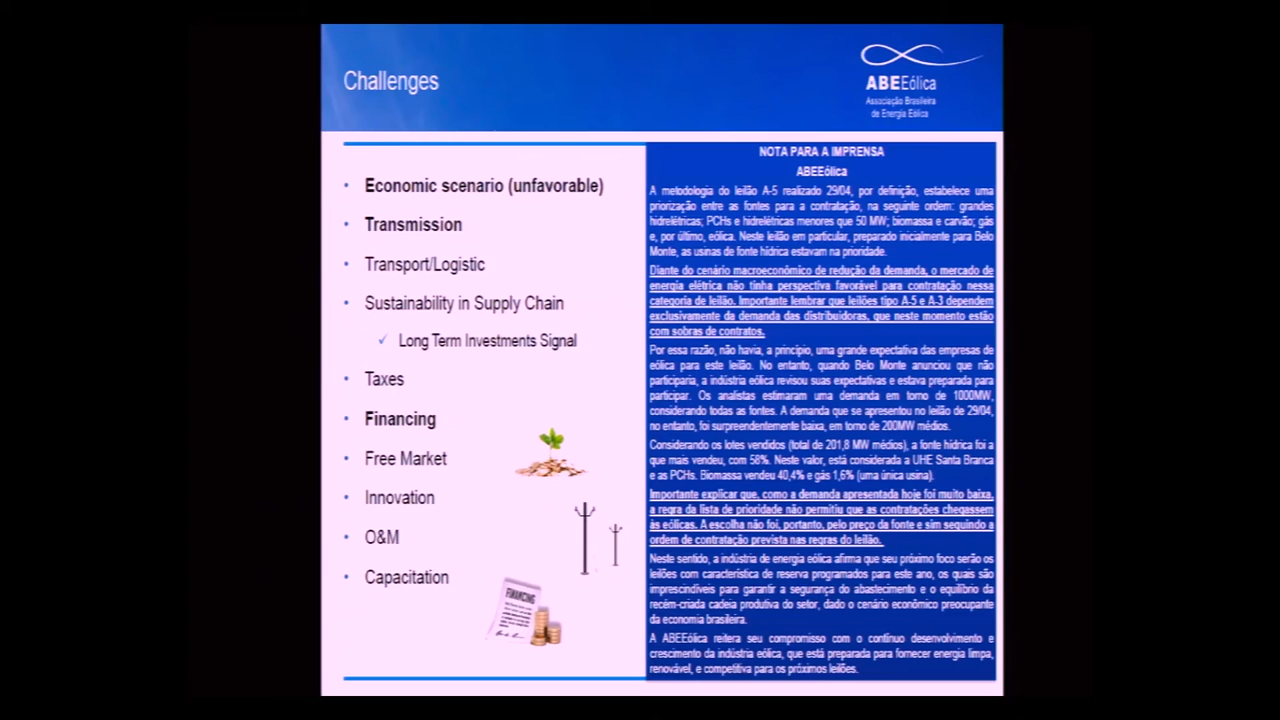 Challenges
ABEEólica
Associação Brasileira
de Energia Eólica
• Economic scenario (unfavorable)
• Transmission
• Transport/Logistic
• Sustainability in Supply Chain
✓ Long Term Investments Signal
• Taxes
• Financing
• Free Market
• Innovation
• O&M
• Capacitation
FINANCING
NOTA PARA A IMPRENSA
ABEEólica
A metodologia do leilão A-5 realizado 29/04, por definição, estabelece uma
priorização entre as fontes para a contratação, na seguinte ordem: grandes
hidrelétricas; PCHs e hidrelétricas menores que 50 MW; biomassa e carvão; gás
e, por último, eólica. Neste leilão em particular, preparado inicialmente para Belo
Monte, as usinas de fonte hídrica estavam na prioridade.
Diante do cenário macroeconômico de redução da demanda, o mercado de
energia elétrica não tinha perspectiva favorável para contratação nessa
categoria de leilão. Importante lembrar que leilões tipo A-5 e A-3 dependem
exclusivamente da demanda das distribuidoras, que neste momento estão
com sobras de contratos.
Por essa razão, não havia, a princípio, uma grande expectativa das empresas de
eólica para este leilão. No entanto, quando Belo Monte anunciou que não
participaria, a indústria eólica revisou suas expectativas e estava preparada para
participar. Os analistas estimaram uma demanda em torno de 1000MW,
considerando todas as fontes. A demanda que se apresentou no leilão de 29/04,
no entanto, foi surpreendentemente baixa, em torno de 200MW médios.
Considerando os lotes vendidos (total de 201,8 MW médios), a fonte hídrica foi a
que mais vendeu, com 58%. Neste valor, está considerada a UHE Santa Branca
e as PCHs. Biomassa vendeu 40,4% e gás 1,6% (uma única usina).
Importante explicar que, como a demanda apresentada hoje foi muito baixa,
a regra da lista de prioridade não permitiu que as contratações chegassem
às eólicas. A escolha não foi, portanto, pelo preço da fonte e sim seguindo a
ordem de contratação prevista nas regras do leilão.
Neste sentido, a indústria de energia eólica afirma que seu próximo foco serão os
leilões com característica de reserva programados para este ano, os quais são
imprescindíveis para garantir a segurança do abastecimento e o equilíbrio da
recém-criada cadeia produtiva do setor, dado o cenário econômico preocupante
da economia brasileira.
A ABEEólica reitera seu compromisso com o contínuo desenvolvimento e
crescimento da indústria eólica, que está preparada para fornecer energia limpa,
renovável, e competitiva para os próximos leilões.